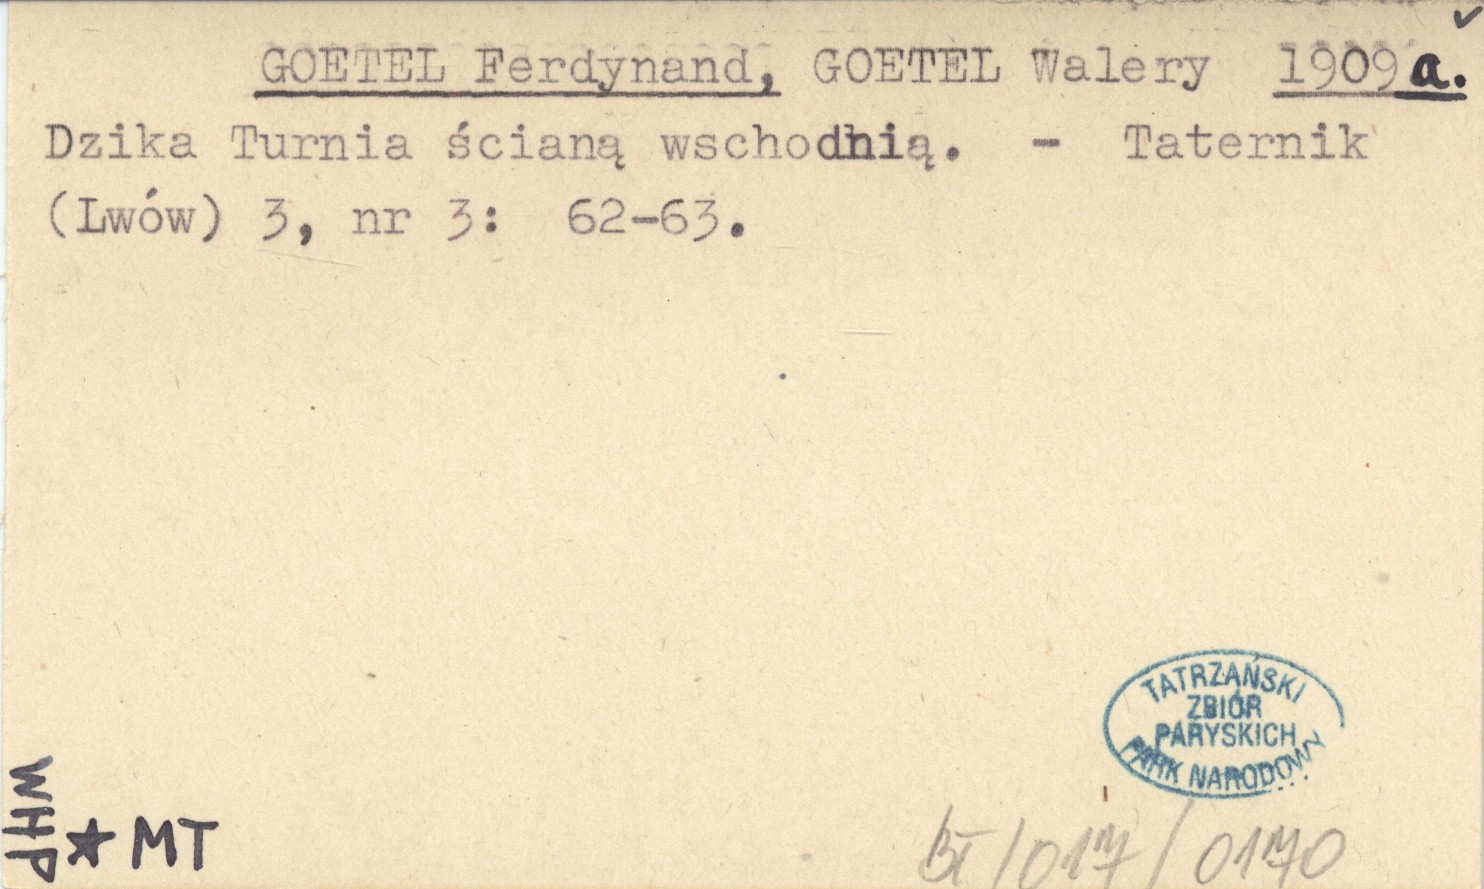 GOETEL Ferdynand, GOETEL Walery 1909a.
Dzika Turnia ścianą wschodnią. - Taternik
(Lwów) 3, nr 3: 62-63.
TATRZAŃSKI
ZBIÓR
PARYSKICH
PARK NARODOWY
WHP
★ MT
BT/017/0170